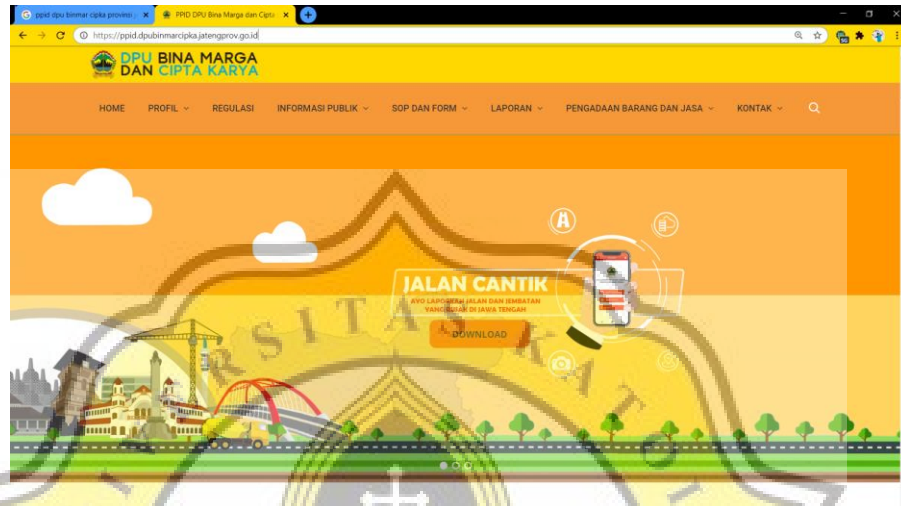 ppid dpu binmar cipka provinsi j
PPID DPU Bina Marga dan Cipta
https://ppid.dpubinmarcipka.jatengprov.go.id
DPU BINA MARGA
DAN CIPTA KARYA
HOME PROFIL REGULASI INFORMASI PUBLIK SOP DAN FORM LAPORAN PENGADAAN BARANG DAN JASA KONTAK
JALAN CANTIK
AYO LAPORKAN JALAN DAN JEMBATAN
YANG RUSAK DI JAWA TENGAH
DOWNLOAD
R S I T A S K A T O